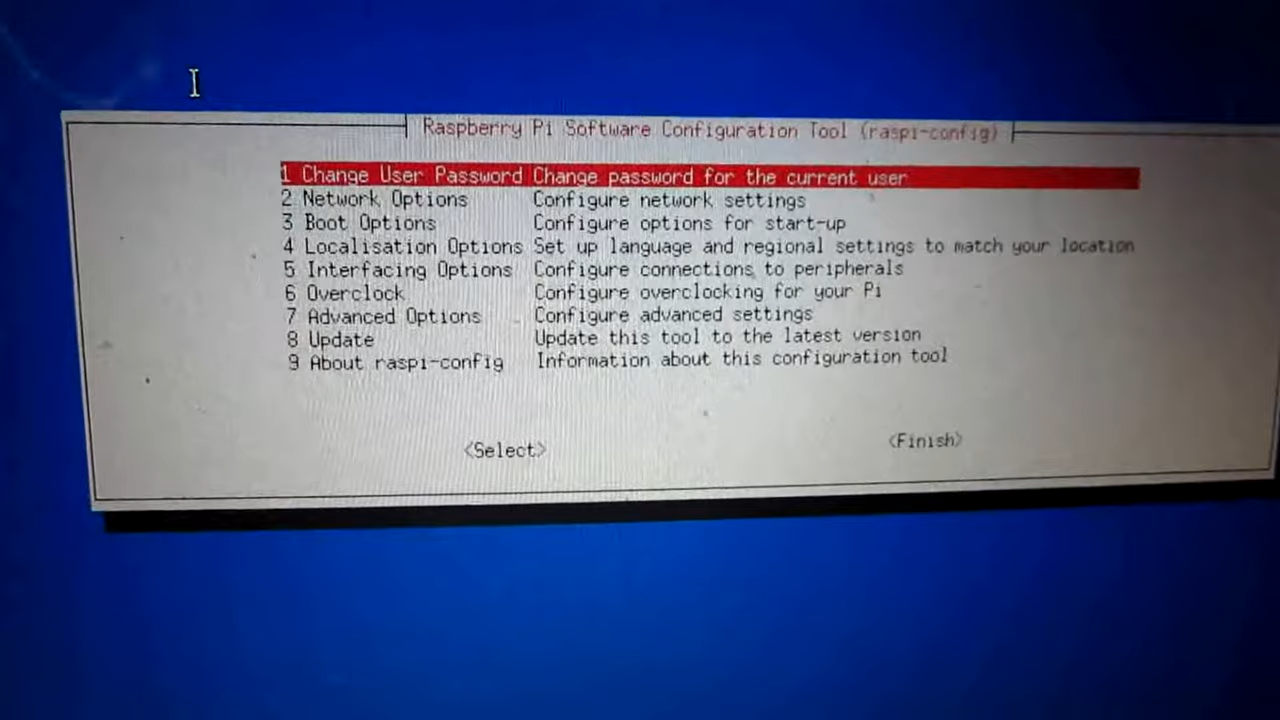 Raspberry Pi Software Configuration Tool (raspi-config)
1 Change User Password Change password for the current user
2 Network Options Configure network settings
3 Boot Options Configure options for start-up
4 Localisation Options Set up language and regional settings to match your location
5 Interfacing Options Configure connections to peripherals
6 Overclock Configure overclocking for your Pi
7 Advanced Options Configure advanced settings
8 Update Update this tool to the latest version
9 About raspi-config Information about this configuration tool
<Select> <Finish>